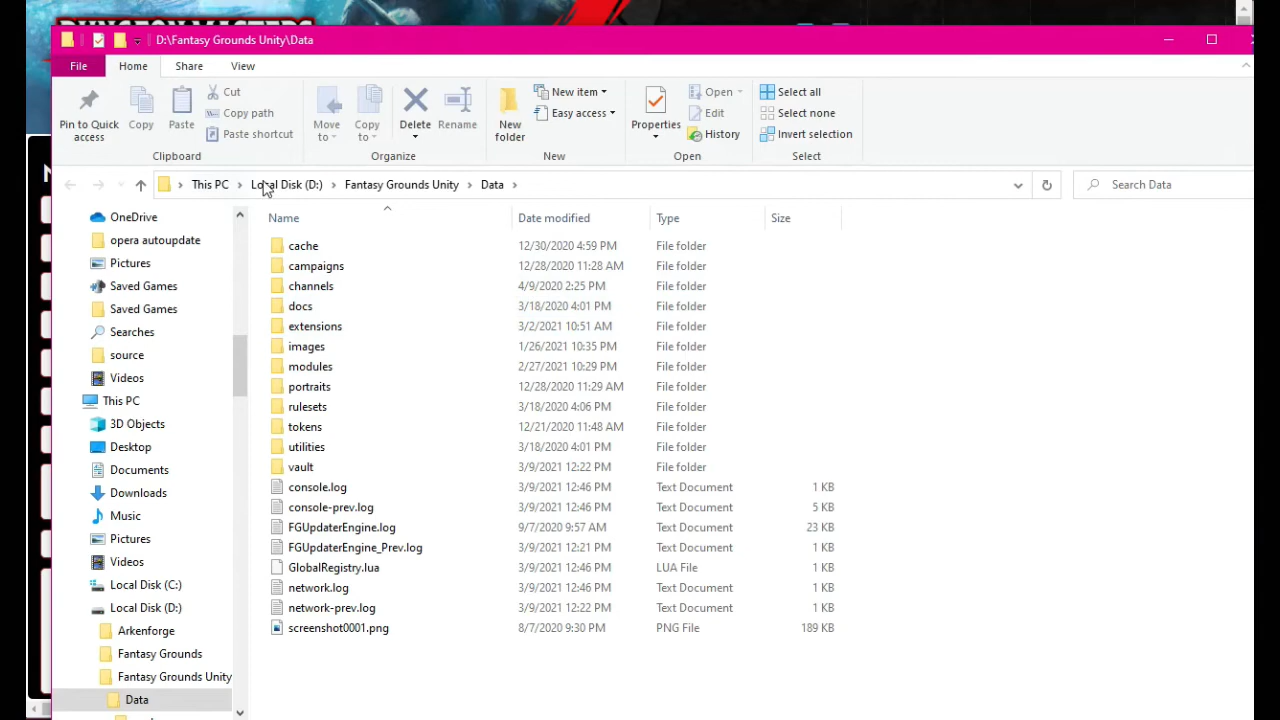 DUNGEON MASTERS
D:\Fantasy Grounds Unity\Data
File Home Share View
Pin to Quick access
Copy
Paste
Cut
Copy path
Paste shortcut
Clipboard
Move to
Copy to
Delete
Rename
Organize
New folder
New item
Easy access
New
Properties
Open
Edit
History
Open
Select all
Select none
Invert selection
Select
This PC Local Disk (D:) Fantasy Grounds Unity Data
Search Data
OneDrive
opera autoupdate
Pictures
Saved Games
Saved Games
Searches
source
Videos
This PC
3D Objects
Desktop
Documents
Downloads
Music
Pictures
Videos
Local Disk (C:)
Local Disk (D:)
Arkenforge
Fantasy Grounds
Fantasy Grounds Unity
Data
Name Date modified Type Size
cache 12/30/2020 4:59 PM File folder
campaigns 12/28/2020 11:28 AM File folder
channels 4/9/2020 2:25 PM File folder
docs 3/18/2020 4:01 PM File folder
extensions 3/2/2021 10:51 AM File folder
images 1/26/2021 10:35 PM File folder
modules 2/27/2021 10:29 PM File folder
portraits 12/28/2020 11:29 AM File folder
rulesets 3/18/2020 4:06 PM File folder
tokens 12/21/2020 11:48 AM File folder
utilities 3/18/2020 4:01 PM File folder
vault 3/9/2021 12:22 PM File folder
console.log 3/9/2021 12:46 PM Text Document 1 KB
console-prev.log 3/9/2021 12:46 PM Text Document 5 KB
FGUpdaterEngine.log 9/7/2020 9:57 AM Text Document 23 KB
FGUpdaterEngine_Prev.log 3/9/2021 12:21 PM Text Document 1 KB
GlobalRegistry.lua 3/9/2021 12:46 PM LUA File 1 KB
network.log 3/9/2021 12:46 PM Text Document 1 KB
network-prev.log 3/9/2021 12:22 PM Text Document 1 KB
screenshot0001.png 8/7/2020 9:30 PM PNG File 189 KB